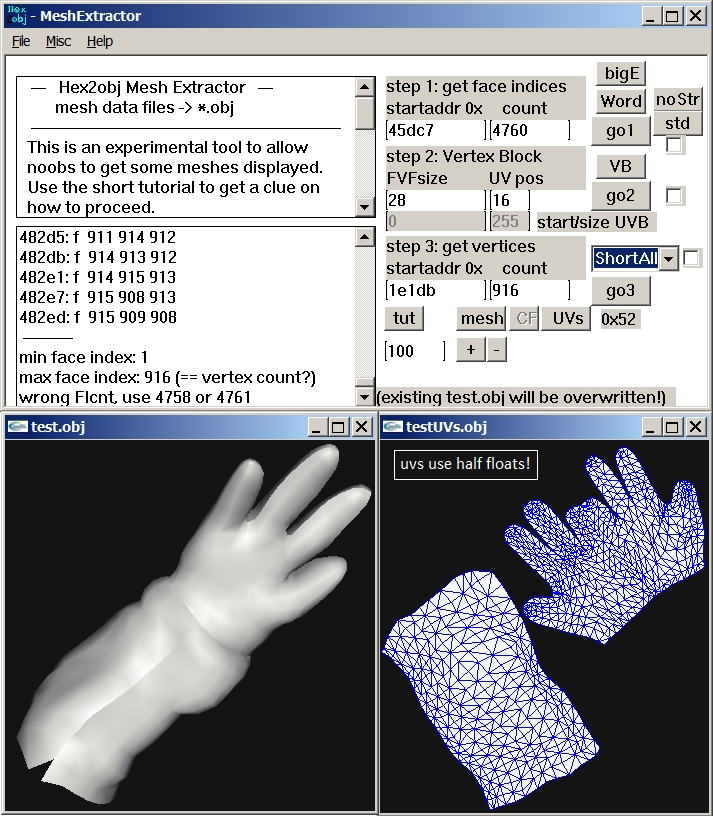 Hex
obj
- MeshExtractor
File Misc Help
— Hex2obj Mesh Extractor —
mesh data files -> *.obj
This is an experimental tool to allow
noobs to get some meshes displayed.
Use the short tutorial to get a clue on
how to proceed.
482d5: f 911 914 912
482db: f 914 913 912
482e1: f 914 915 913
482e7: f 915 908 913
482ed: f 915 909 908
min face index: 1
max face index: 916 (== vertex count?)
wrong FIcnt, use 4758 or 4761
step 1: get face indices
startaddr 0x count
45dc7 4760
bigE
Word noStr
go1 std
step 2: Vertex Block
FVFsize UV pos
28 16
0 255 start/size UVB
VB
go2
step 3: get vertices
startaddr 0x count
1e1db 916
ShortAll
go3
tut mesh CF UVs 0x52
100 + -
(existing test.obj will be overwritten!)
test.obj
testUVs.obj
uvs use half floats!